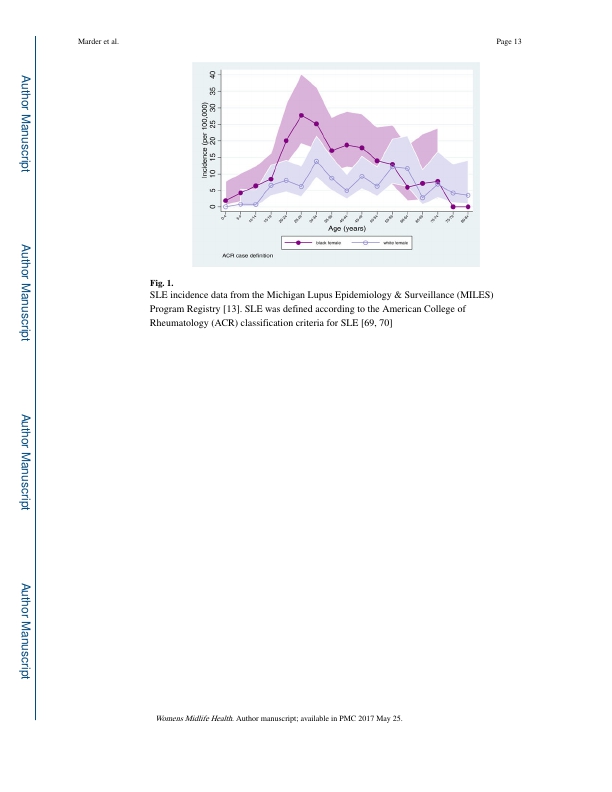 Marder et al.
Page 13
Author Manuscript
Author Manuscript
Author Manuscript
Author Manuscript
Incidence (per 100,000)
40
35
30
25
20
15
10
5
0
Age (years)
black female
white female
ACR case definition
Fig. 1.
SLE incidence data from the Michigan Lupus Epidemiology & Surveillance (MILES)
Program Registry [13]. SLE was defined according to the American College of
Rheumatology (ACR) classification criteria for SLE [69, 70]
Womens Midlife Health. Author manuscript; available in PMC 2017 May 25.